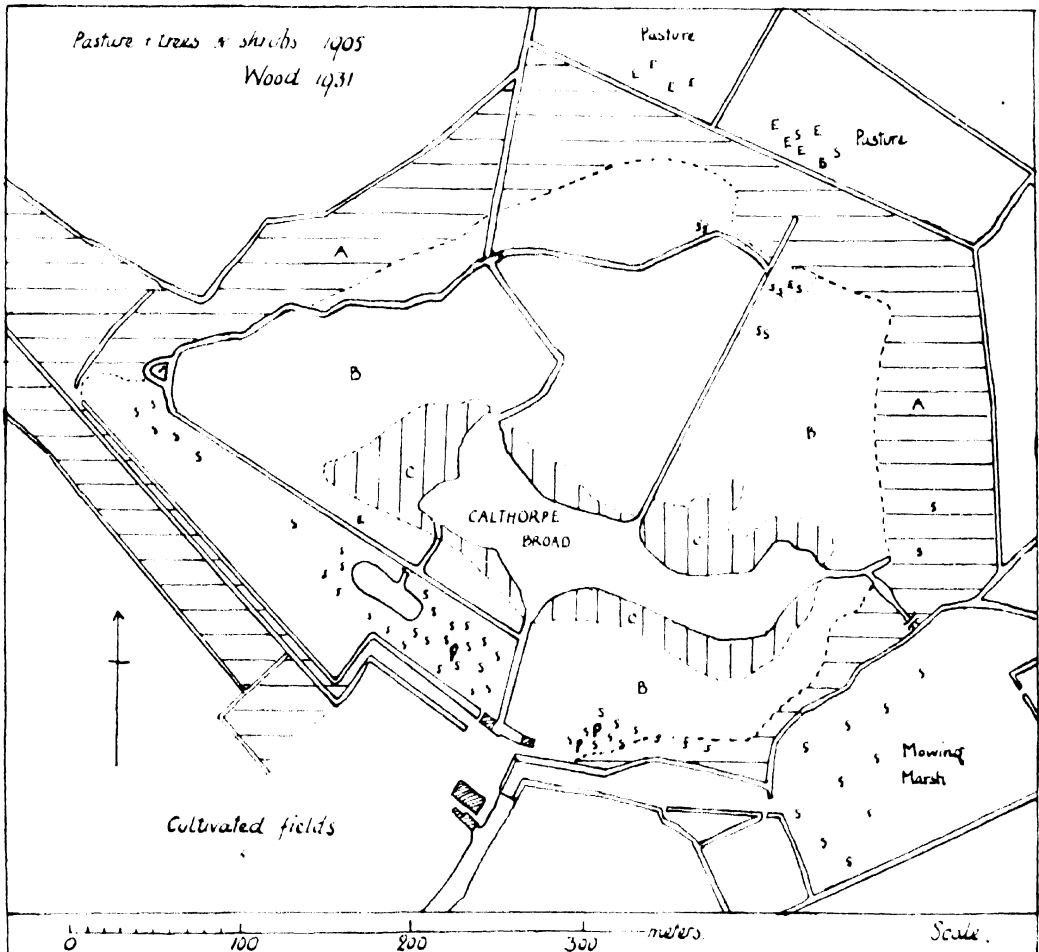 Pasture + trees & shrubs 1905
Wood 1931
Pasture
E E
E E
E S E
E E S
B
Pasture
A
S
S S E S
S S
B
A
B
C
S S
S S
S
S
CALTHORPE
BROAD
C
S
S
S
C
P
B
P
P
S
Mowing
Marsh
Cultivated fields
0 100 200 300 meters. Scale.